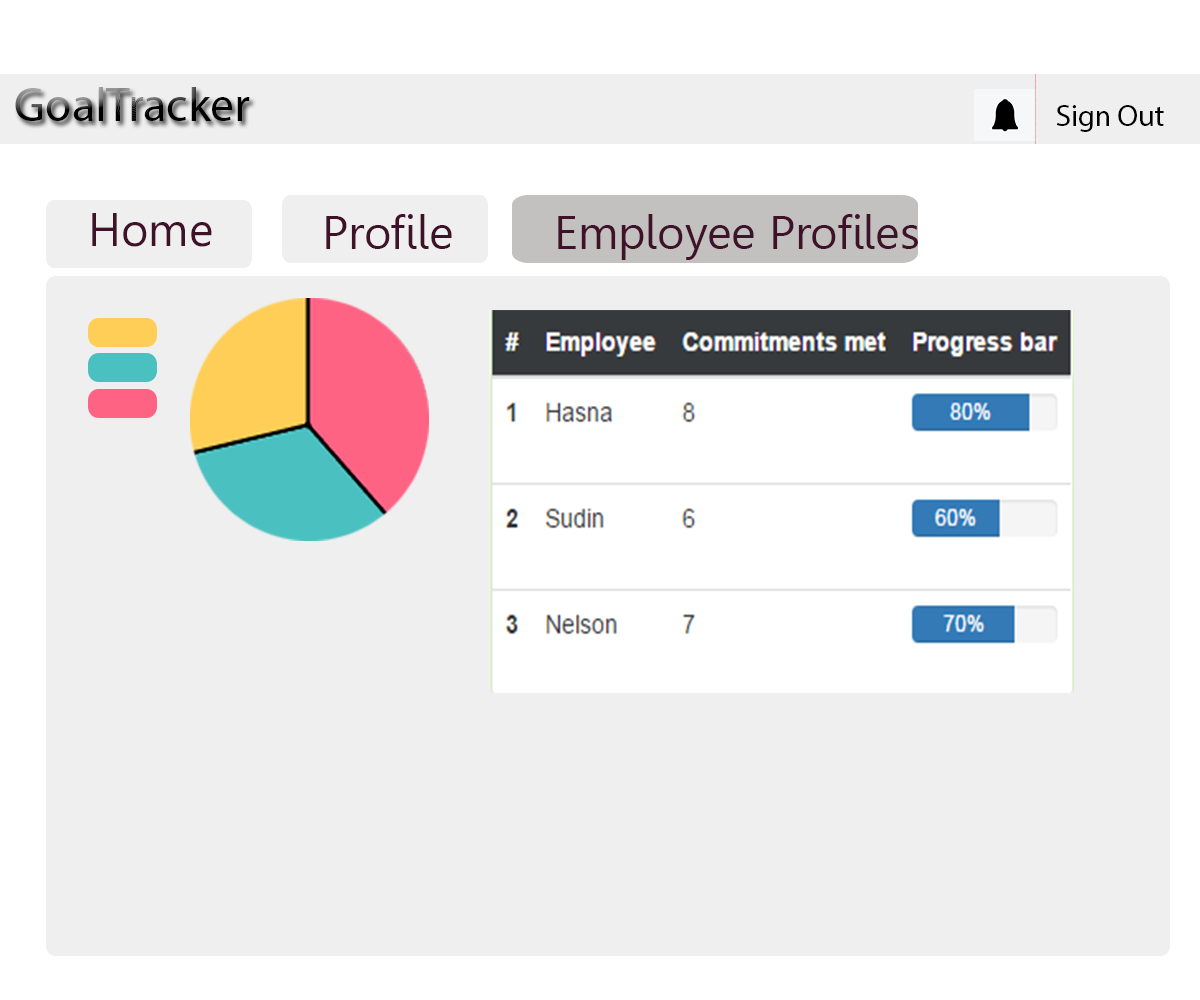 GoalTracker
Sign Out
Home Profile Employee Profiles
# Employee Commitments met Progress bar
1 Hasna 8 80%
2 Sudin 6 60%
3 Nelson 7 70%